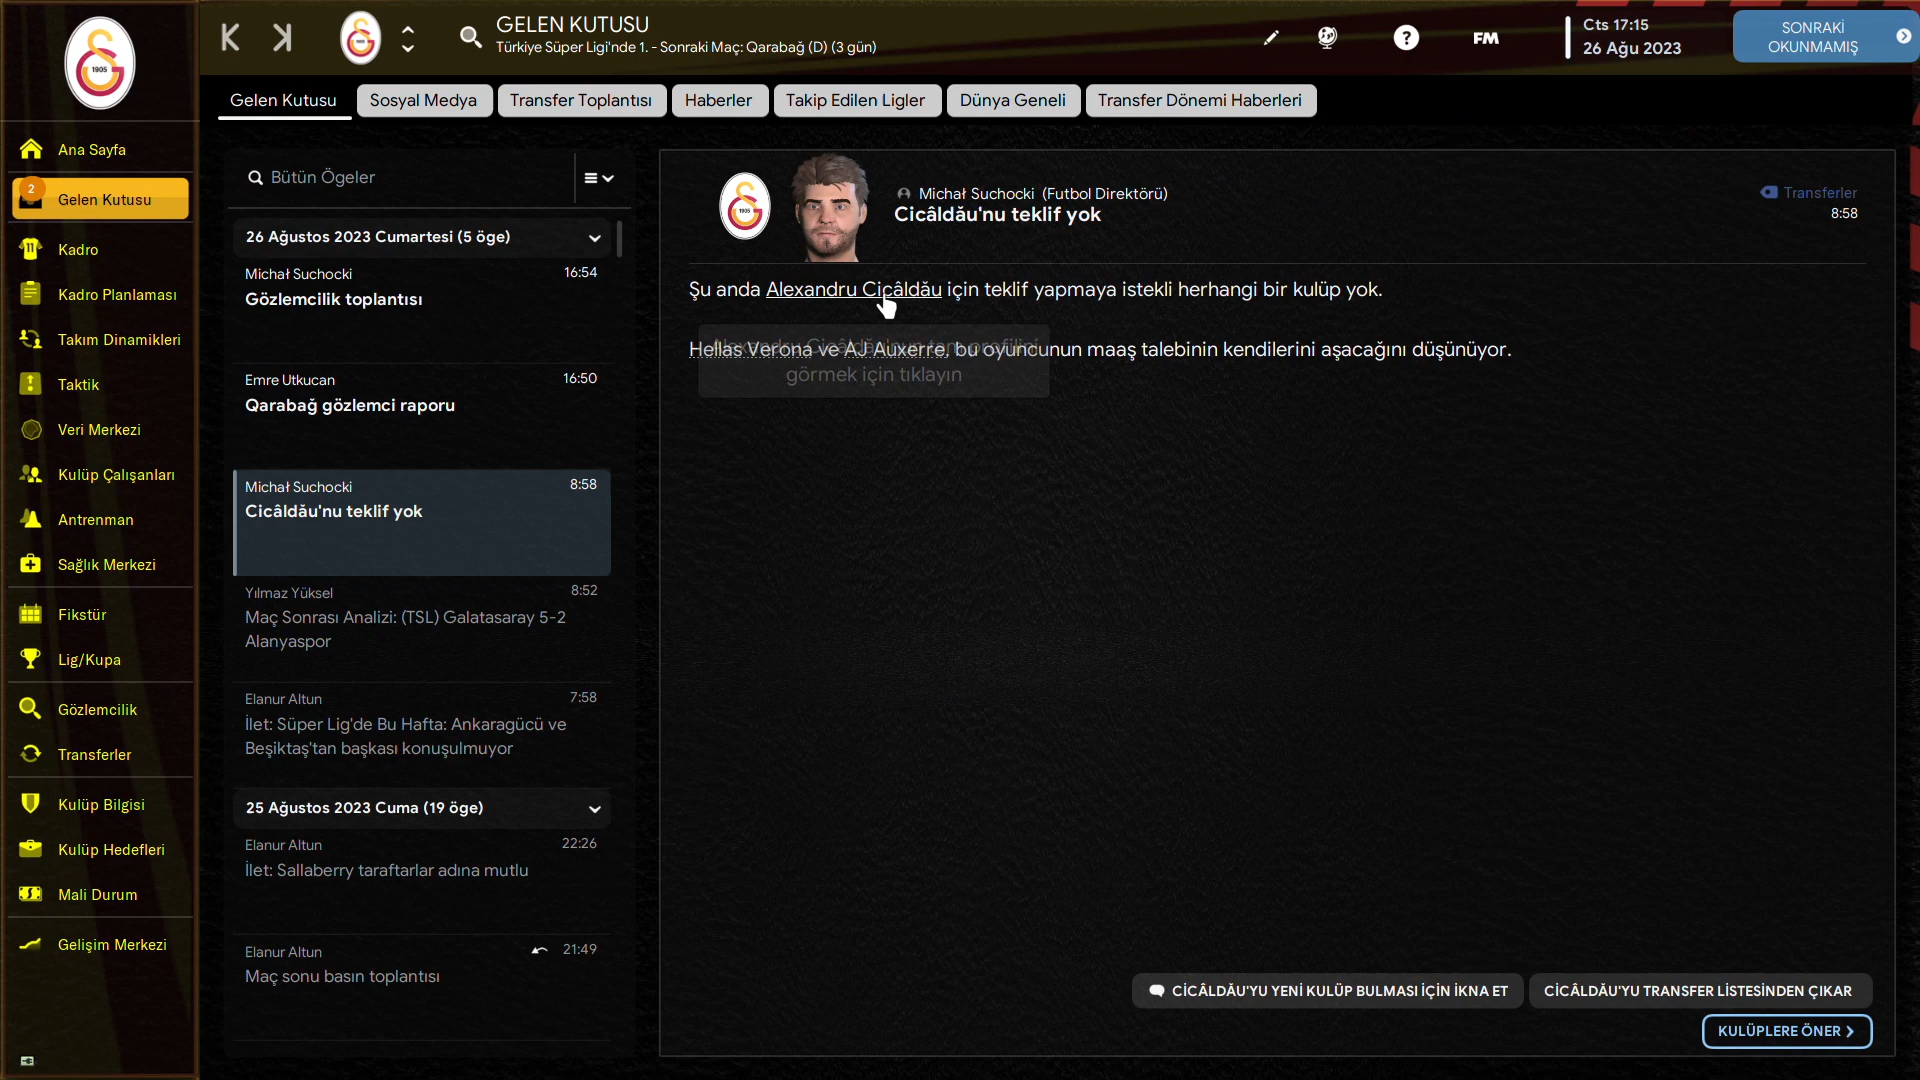 GELEN KUTUSU
Türkiye Süper Ligi'nde 1. - Sonraki Maç: Qarabağ (D) (3 gün)
FM
Cts 17:15
26 Ağu 2023
SONRAKİ
OKUNMAMIŞ
1905
Gelen Kutusu
Sosyal Medya
Transfer Toplantısı
Haberler
Takip Edilen Ligler
Dünya Geneli
Transfer Dönemi Haberleri
Ana Sayfa
2
Gelen Kutusu
Kadro
Kadro Planlaması
Takım Dinamikleri
Taktik
Veri Merkezi
Kulüp Çalışanları
Antrenman
Sağlık Merkezi
Fikstür
Lig/Kupa
Gözlemcilik
Transferler
Kulüp Bilgisi
Kulüp Hedefleri
Mali Durum
Gelişim Merkezi
Bütün Ögeler
26 Ağustos 2023 Cumartesi (5 öge)
Michał Suchocki 16:54
Gözlemcilik toplantısı
Emre Utkucan 16:50
Qarabağ gözlemci raporu
Michał Suchocki 8:58
Cicâldău'nu teklif yok
Yılmaz Yüksel 8:52
Maç Sonrası Analizi: (TSL) Galatasaray 5-2
Alanyaspor
Elanur Altun 7:58
İlet: Süper Lig'de Bu Hafta: Ankaragücü ve
Beşiktaş'tan başkası konuşulmuyor
25 Ağustos 2023 Cuma (19 öge)
Elanur Altun 22:26
İlet: Sallaberry taraftarlar adına mutlu
Elanur Altun 21:49
Maç sonu basın toplantısı
1905
Michał Suchocki (Futbol Direktörü)
Cicâldău'nu teklif yok
Transferler
8:58
Şu anda Alexandru Cicâldău için teklif yapmaya istekli herhangi bir kulüp yok.
Hellas Verona ve AJ Auxerre, bu oyuncunun maaş talebinin kendilerini aşacağını düşünüyor.
Alexandru Cicâldău'nun tam profilini
görmek için tıklayın
CİCÂLDĂU'YU YENİ KULÜP BULMASI İÇİN İKNA ET
CİCÂLDĂU'YU TRANSFER LİSTESİNDEN ÇIKAR
KULÜPLERE ÖNER